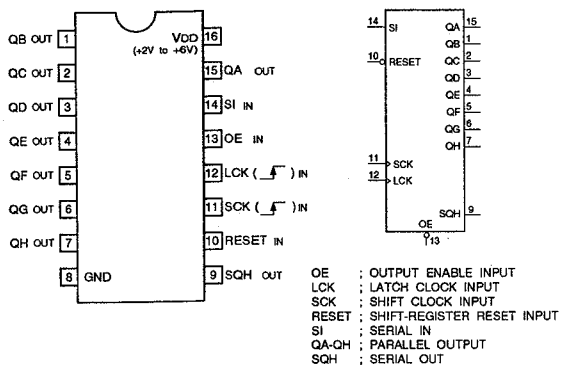 QB OUT 1
QC OUT 2
QD OUT 3
QE OUT 4
QF OUT 5
QG OUT 6
QH OUT 7
8 GND
VDD 16
(+2V to +6V)
15 QA OUT
14 SI IN
13 OE IN
12 LCK ( ) IN
11 SCK ( ) IN
10 RESET IN
9 SQH OUT
14 SI
10 RESET
11 SCK
12 LCK
QA 15
QB 1
QC 2
QD 3
QE 4
QF 5
QG 6
QH 7
SQH 9
OE
13
OE ; OUTPUT ENABLE INPUT
LCK ; LATCH CLOCK INPUT
SCK ; SHIFT CLOCK INPUT
RESET ; SHIFT-REGISTER RESET INPUT
SI ; SERIAL IN
QA-QH ; PARALLEL OUTPUT
SQH ; SERIAL OUT